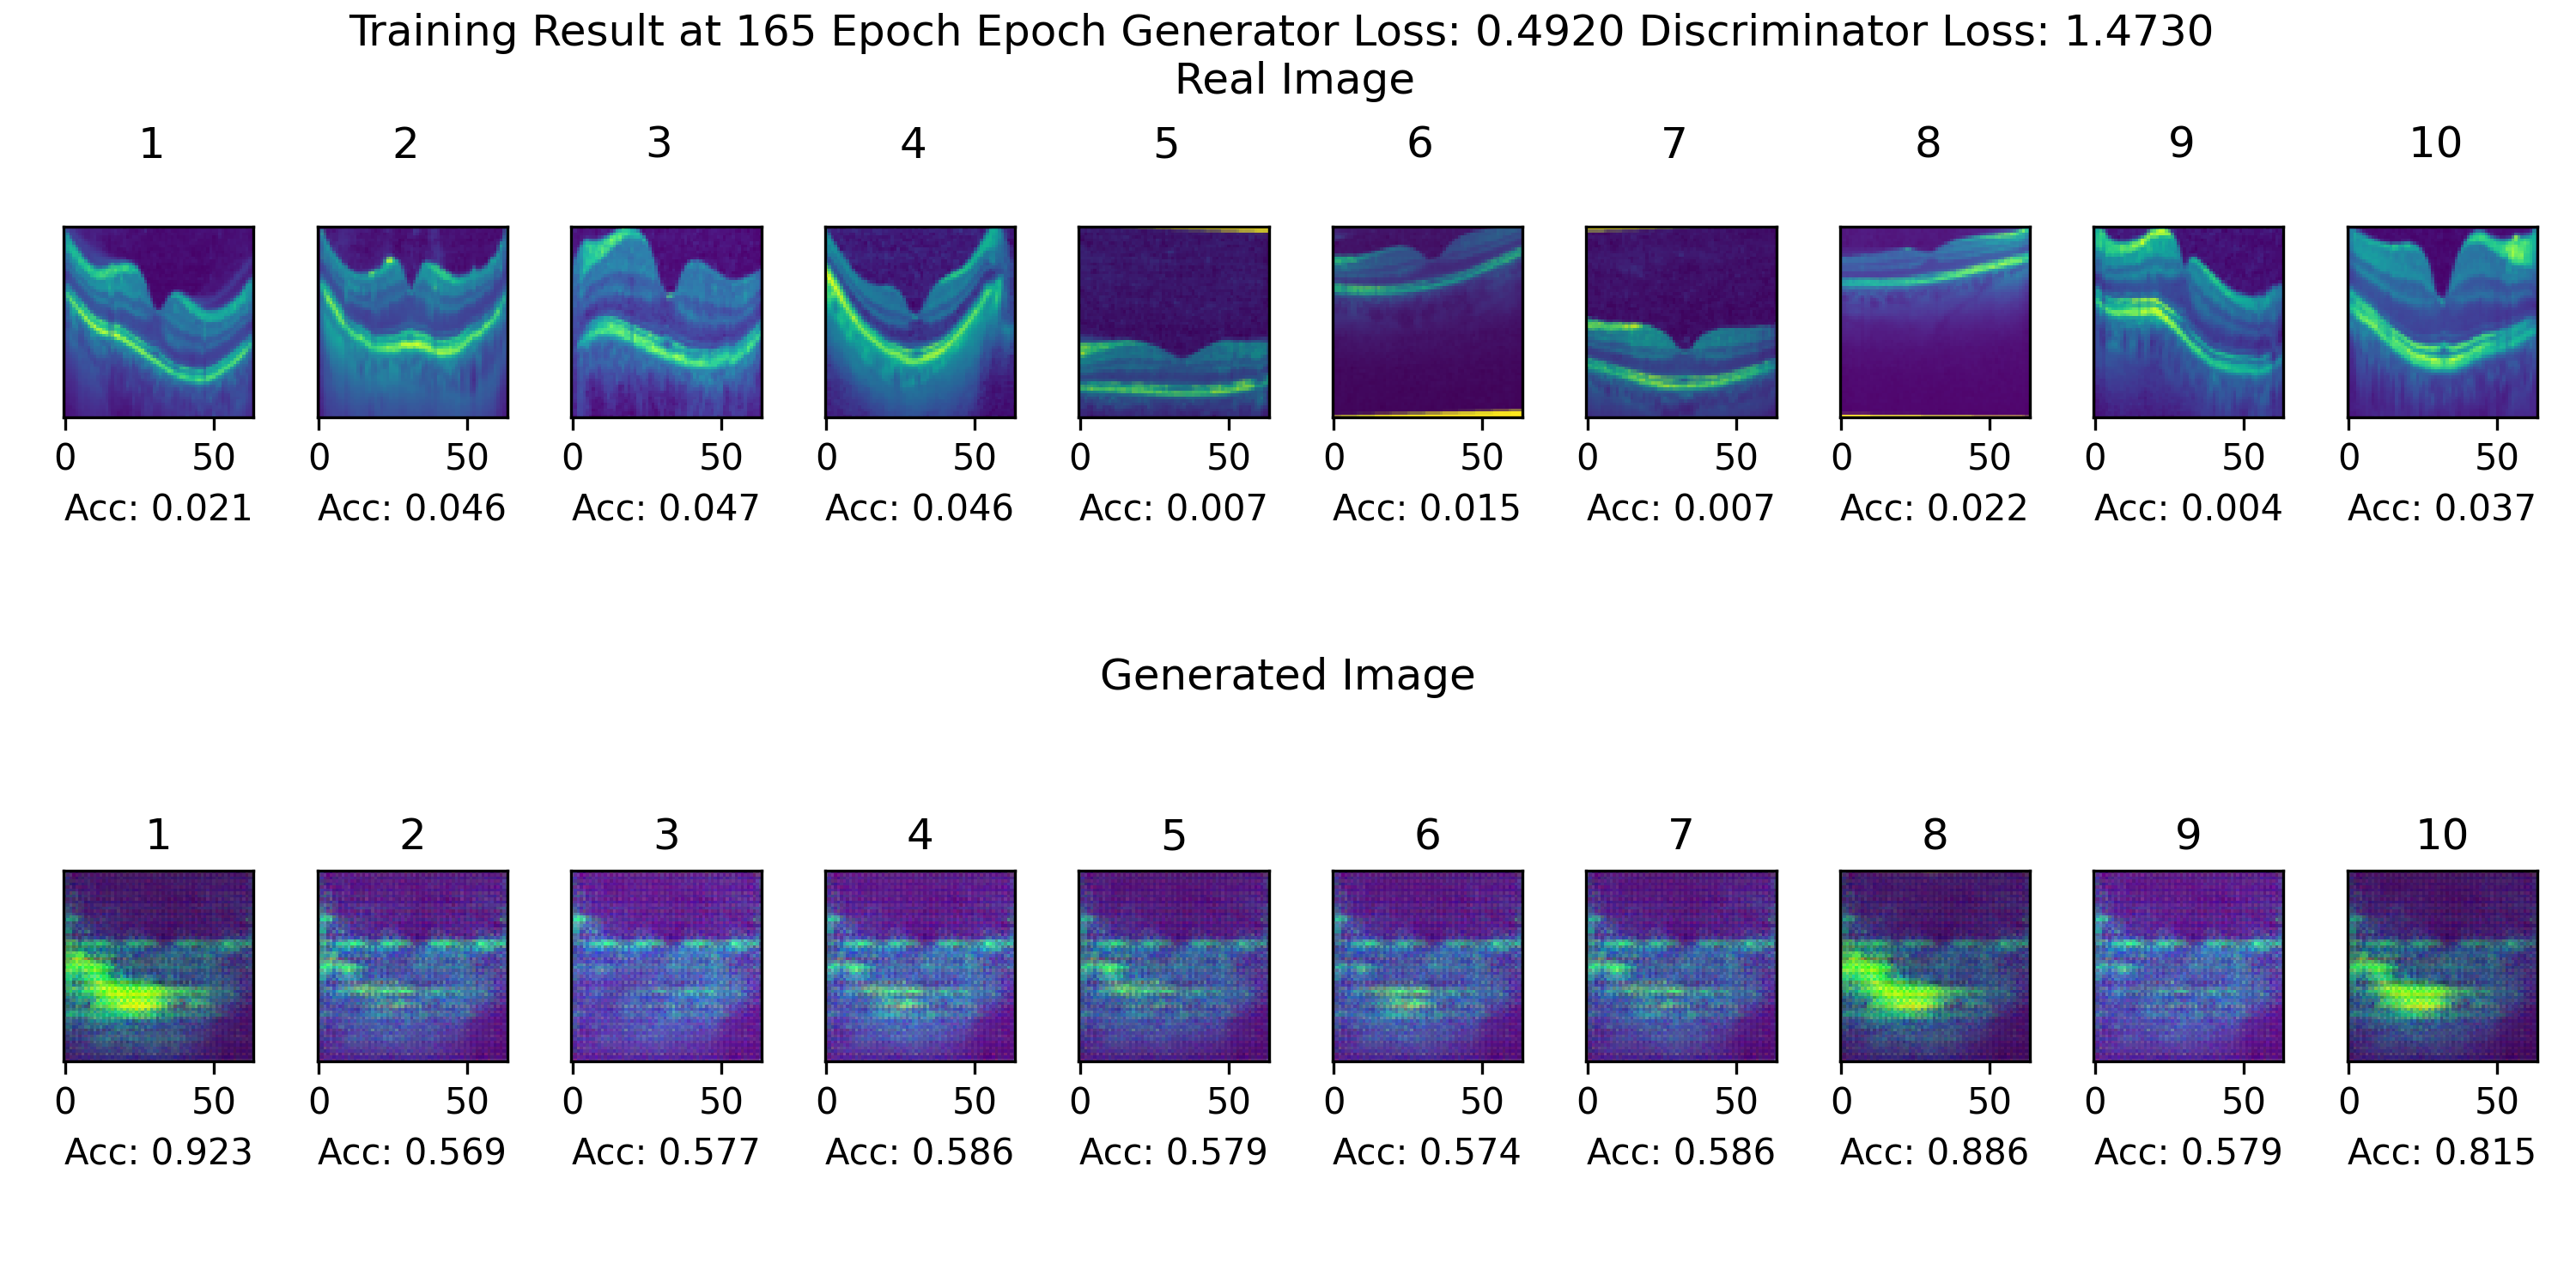 Training Result at 165 Epoch Epoch Generator Loss: 0.4920 Discriminator Loss: 1.4730
Real Image
1 2 3 4 5 6 7 8 9 10
0 50 0 50 0 50 0 50 0 50 0 50 0 50 0 50 0 50 0 50
Acc: 0.021 Acc: 0.046 Acc: 0.047 Acc: 0.046 Acc: 0.007 Acc: 0.015 Acc: 0.007 Acc: 0.022 Acc: 0.004 Acc: 0.037
Generated Image
1 2 3 4 5 6 7 8 9 10
0 50 0 50 0 50 0 50 0 50 0 50 0 50 0 50 0 50 0 50
Acc: 0.923 Acc: 0.569 Acc: 0.577 Acc: 0.586 Acc: 0.579 Acc: 0.574 Acc: 0.586 Acc: 0.886 Acc: 0.579 Acc: 0.815